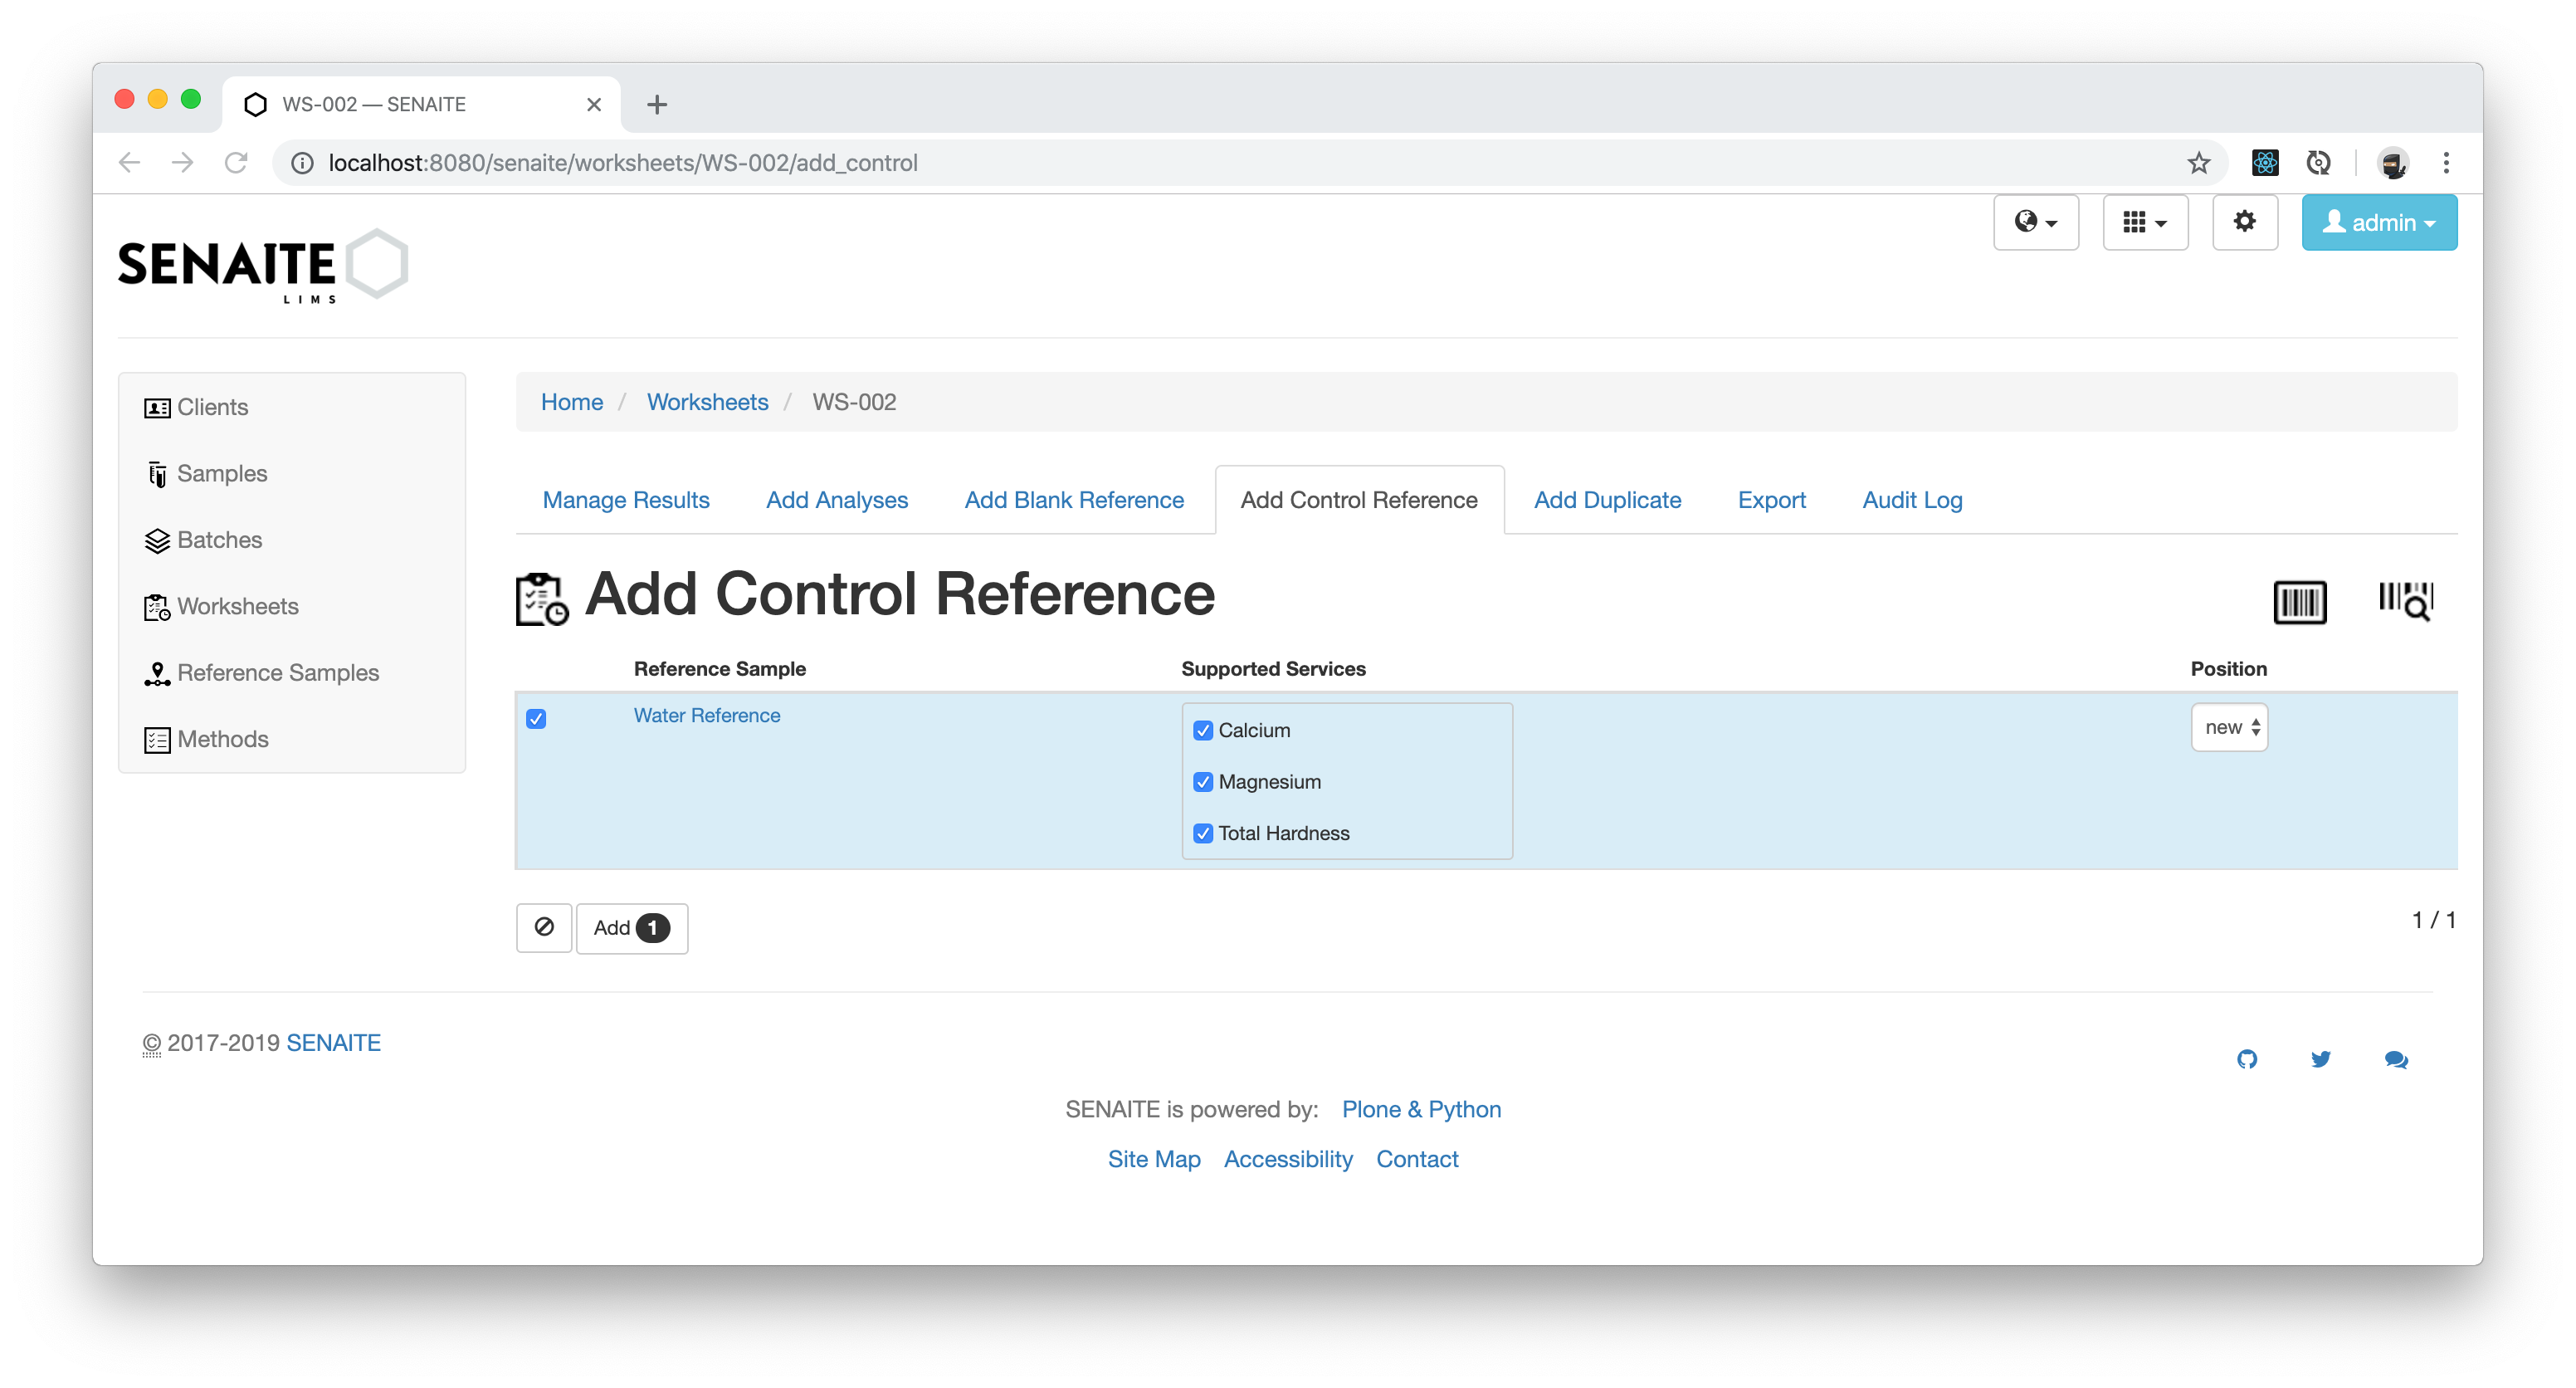 WS-002 — SENAITE
localhost:8080/senaite/worksheets/WS-002/add_control
admin
SENAITE
LIMS
Clients
Samples
Batches
Worksheets
Reference Samples
Methods
Home / Worksheets / WS-002
Manage Results Add Analyses Add Blank Reference Add Control Reference Add Duplicate Export Audit Log
Add Control Reference
Reference Sample Supported Services Position
Water Reference
Calcium
Magnesium
Total Hardness
new
Add 1
1 / 1
© 2017-2019 SENAITE
SENAITE is powered by: Plone & Python
Site Map Accessibility Contact